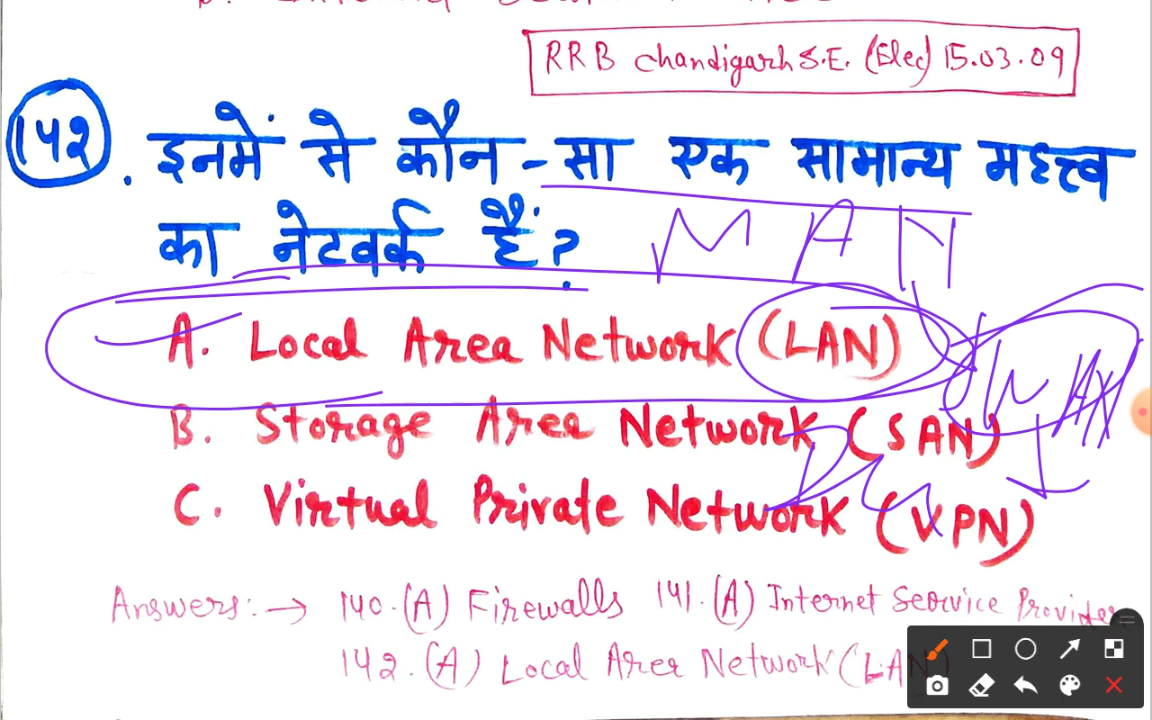 RRB Chandigarh S.E. (Elec) 15.03.09
142. इनमें से कौन-सा एक सामान्य महत्त्व
का नेटवर्क हैं?
MAN
A. Local Area Network (LAN)
B. Storage Area Network (SAN)
C. Virtual Private Network (VPN)
Answers:→ 140.(A) Firewalls 141.(A) Internet Seorvice Provider
142.(A) Local Area Network (LAN